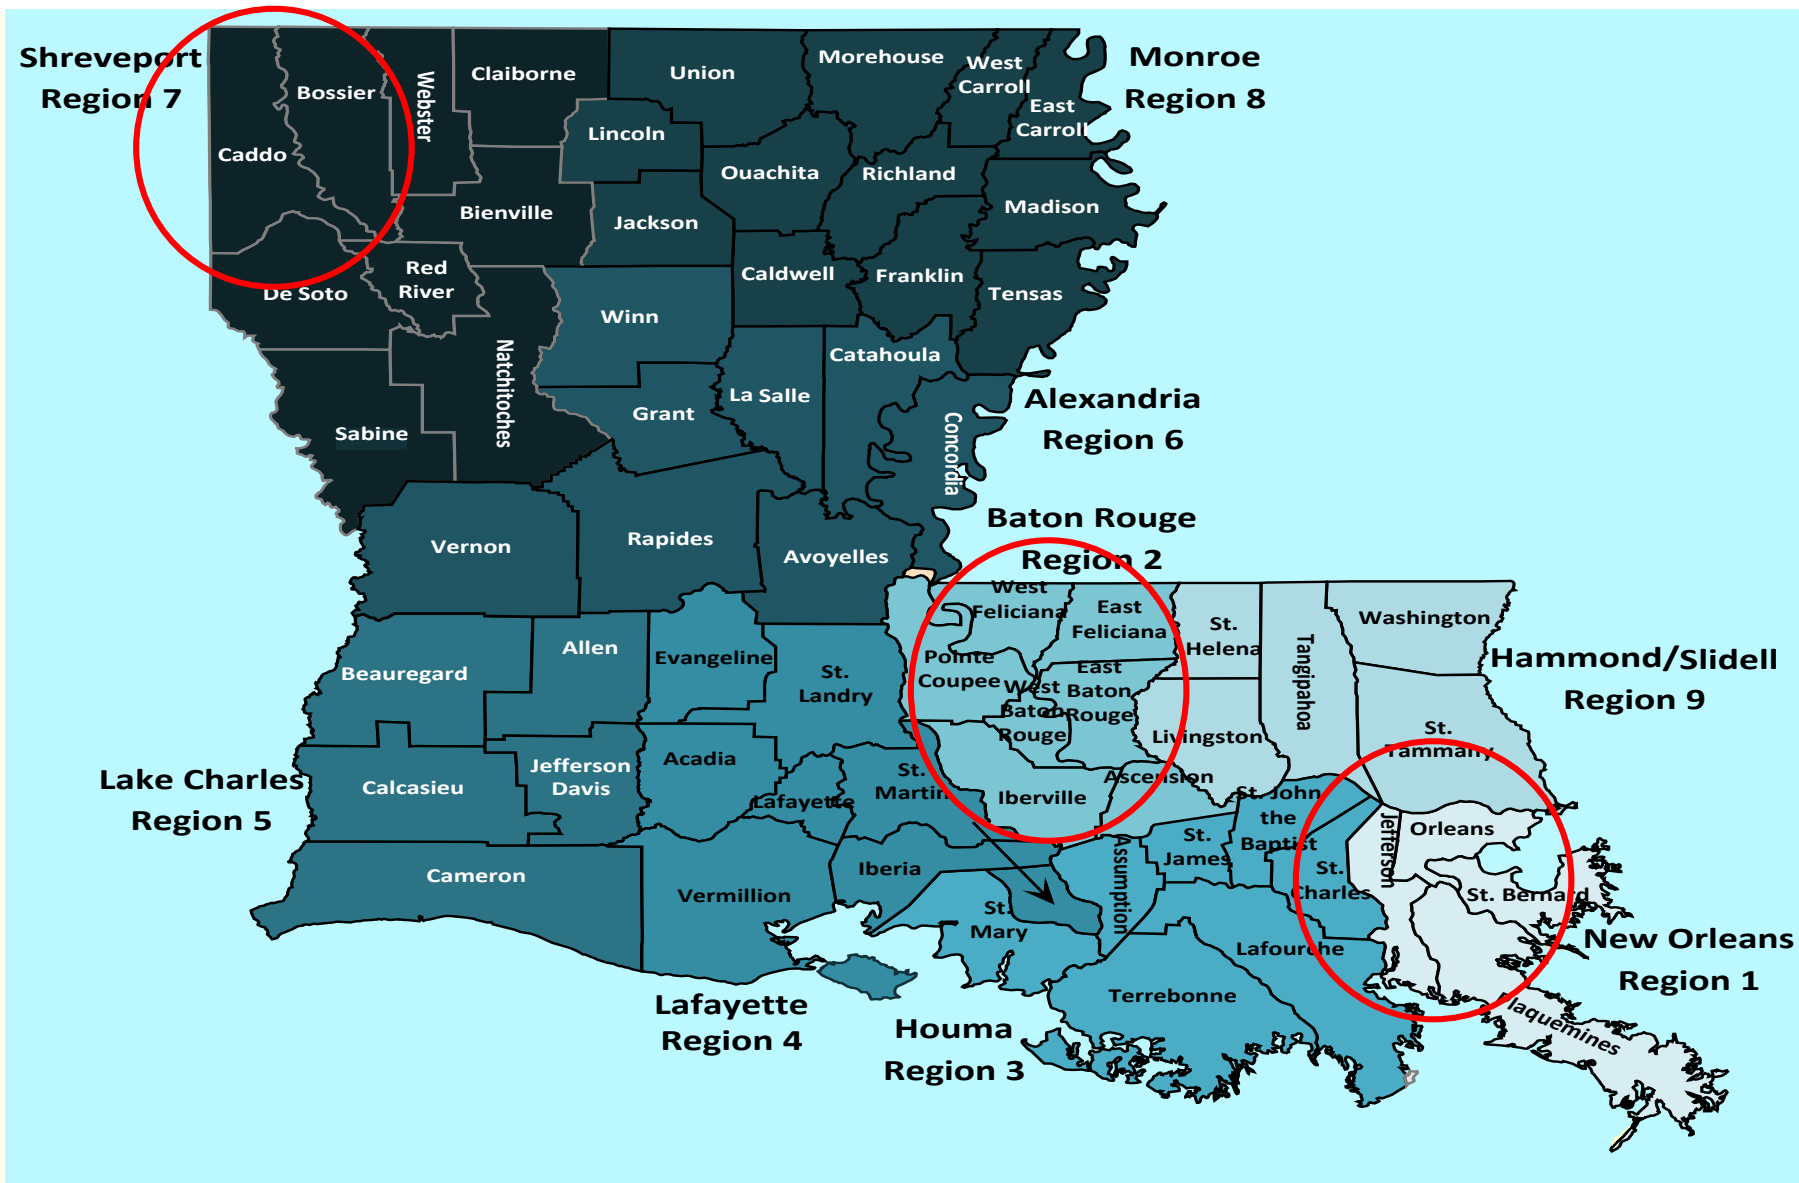 Shreveport
Region 7
Bossier
Caddo
Webster
Claiborne
Union
Morehouse
West
Carroll
East
Carroll
Monroe
Region 8
Lincoln
Ouachita
Richland
Madison
Bienville
Jackson
Red
River
De Soto
Caldwell
Franklin
Tensas
Winn
Natchitoches
Catahoula
La Salle
Grant
Sabine
Concordia
Alexandria
Region 6
Vernon
Rapides
Avoyelles
Baton Rouge
Region 2
West
Feliciana
East
Feliciana
St.
Helena
Tangipahoa
Washington
Hammond/Slidell
Region 9
Beauregard
Allen
Evangeline
St.
Landry
Pointe
Coupee
West
Baton
Rouge
East
Baton
Rouge
Livingston
St.
Tammany
Lake Charles
Region 5
Calcasieu
Jefferson
Davis
Acadia
Lafayette
St.
Martin
Iberville
Ascension
St. John
the
Baptist
Jefferson
Orleans
Cameron
Vermillion
Iberia
St.
Mary
Assumption
St.
James
St.
Charles
St. Bernard
Lafourche
Terrebonne
Plaquemines
New Orleans
Region 1
Lafayette
Region 4
Houma
Region 3